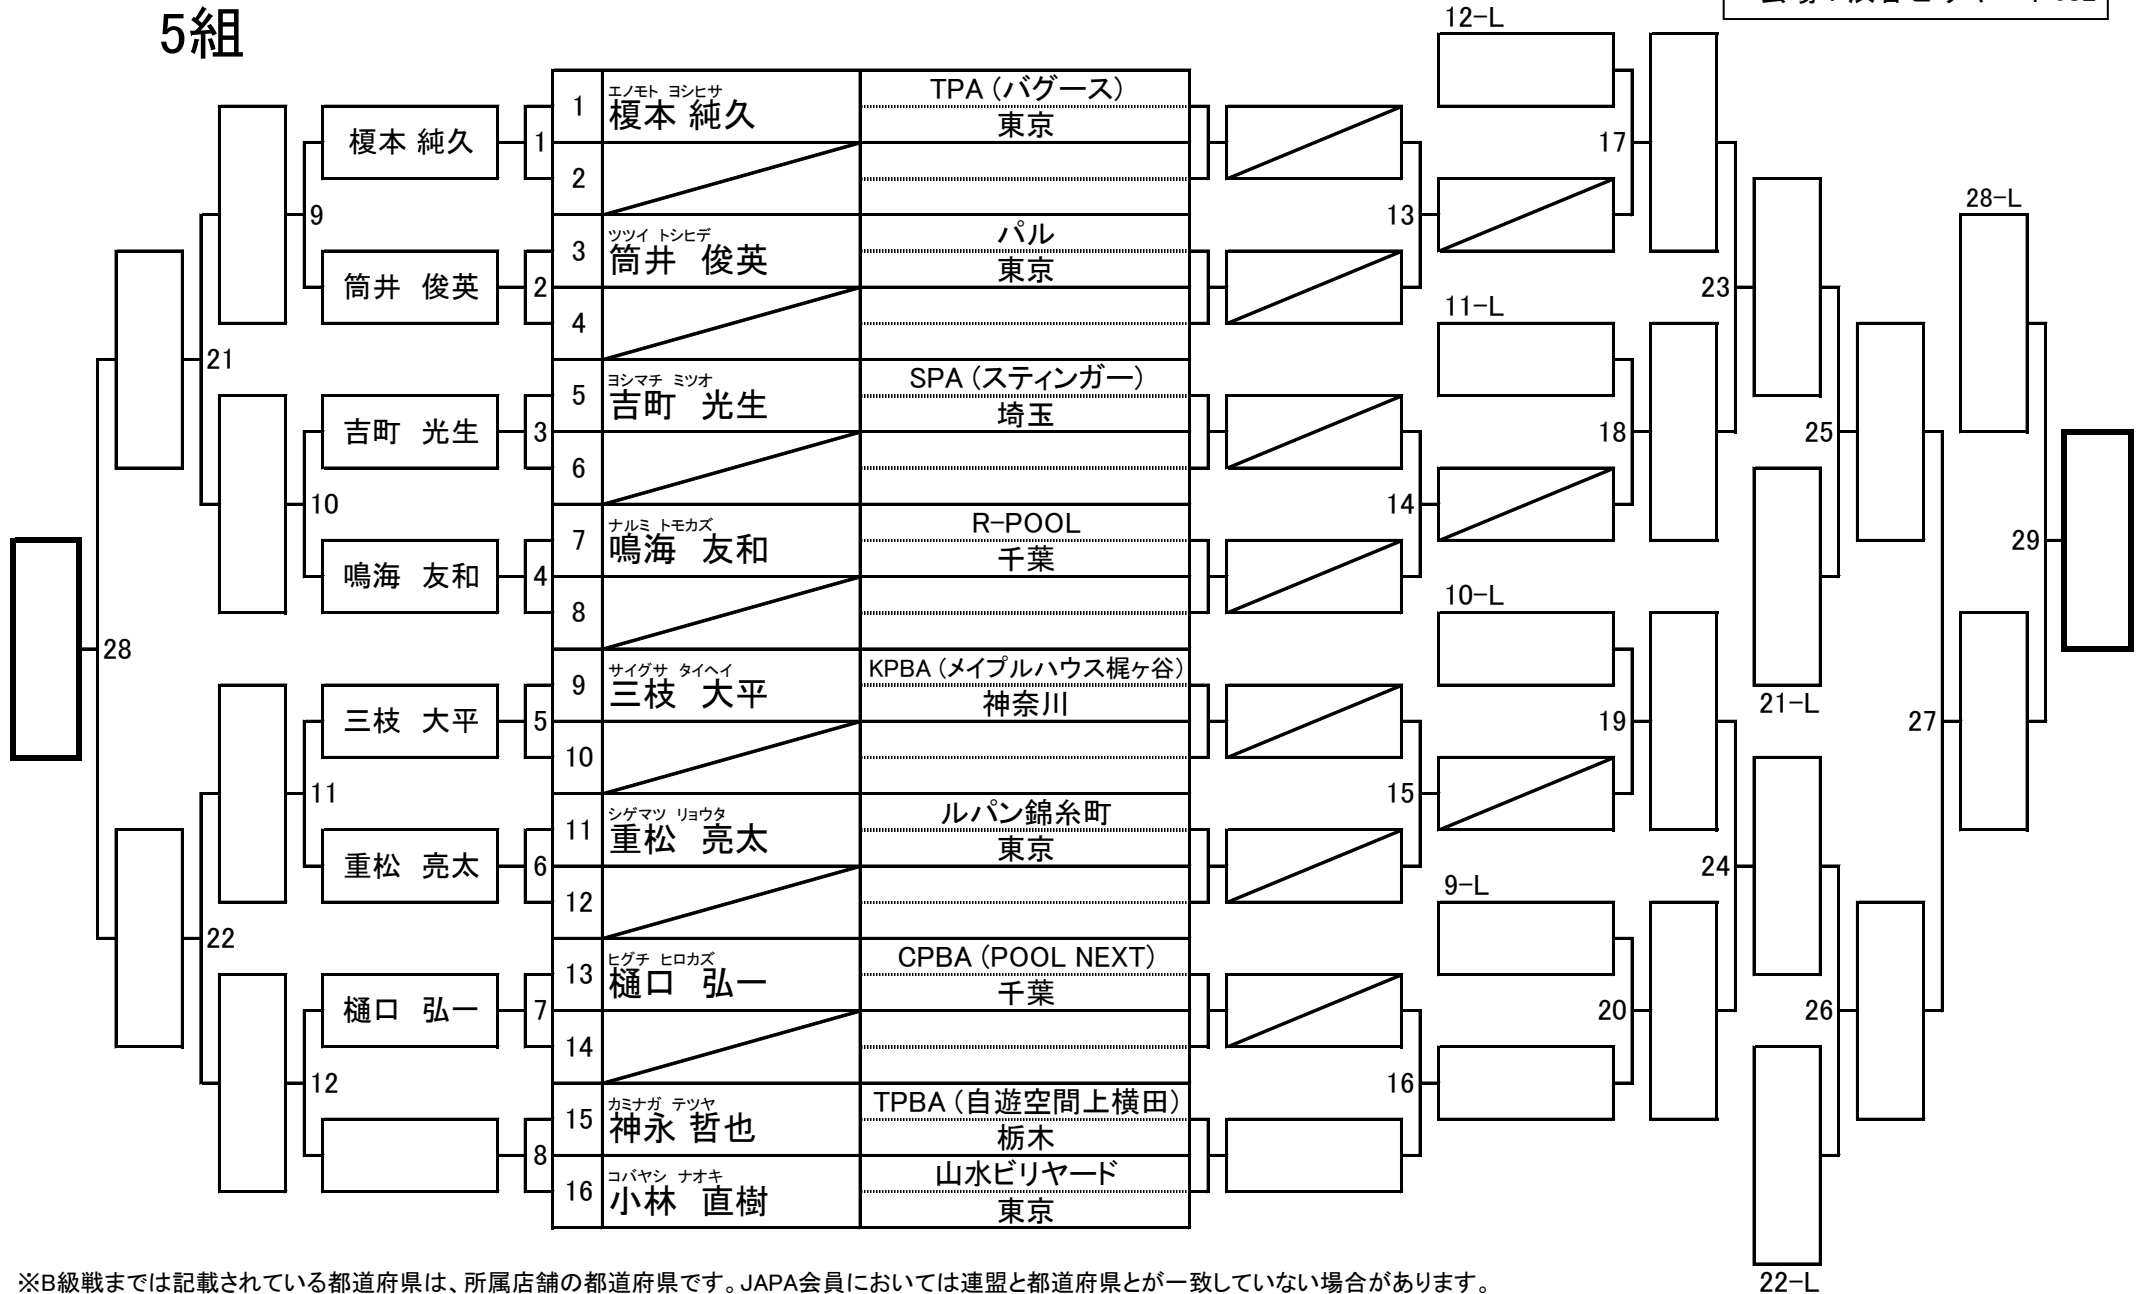 5組
12-L
1
エノモト ヨシヒサ
榎本 純久
TPA (バグース)
東京
榎本 純久
1
2
17
9
13
28-L
3
ツツイ トシヒデ
筒井 俊英
パル
東京
筒井 俊英
2
4
23
11-L
21
5
ヨシマチ ミツオ
吉町 光生
SPA (スティンガー)
埼玉
吉町 光生
3
6
18
25
10
14
7
ナルミ トモカズ
鳴海 友和
R-POOL
千葉
鳴海 友和
4
8
29
10-L
28
9
サイグサ タイヘイ
三枝 大平
KPBA (メイプルハウス梶ヶ谷)
神奈川
三枝 大平
5
10
21-L
19
27
11
15
11
シゲマツ リョウタ
重松 亮太
ルパン錦糸町
東京
重松 亮太
6
12
24
9-L
22
13
ヒグチ ヒロカズ
樋口 弘一
CPBA (POOL NEXT)
千葉
樋口 弘一
7
14
20
26
12
16
15
カミナガ テツヤ
神永 哲也
TPBA (自遊空間上横田)
栃木
8
16
コバヤシ ナオキ
小林 直樹
山水ビリヤード
東京
22-L
※B級戦までは記載されている都道府県は、所属店舗の都道府県です。JAPA会員においては連盟と都道府県とが一致していない場合があります。